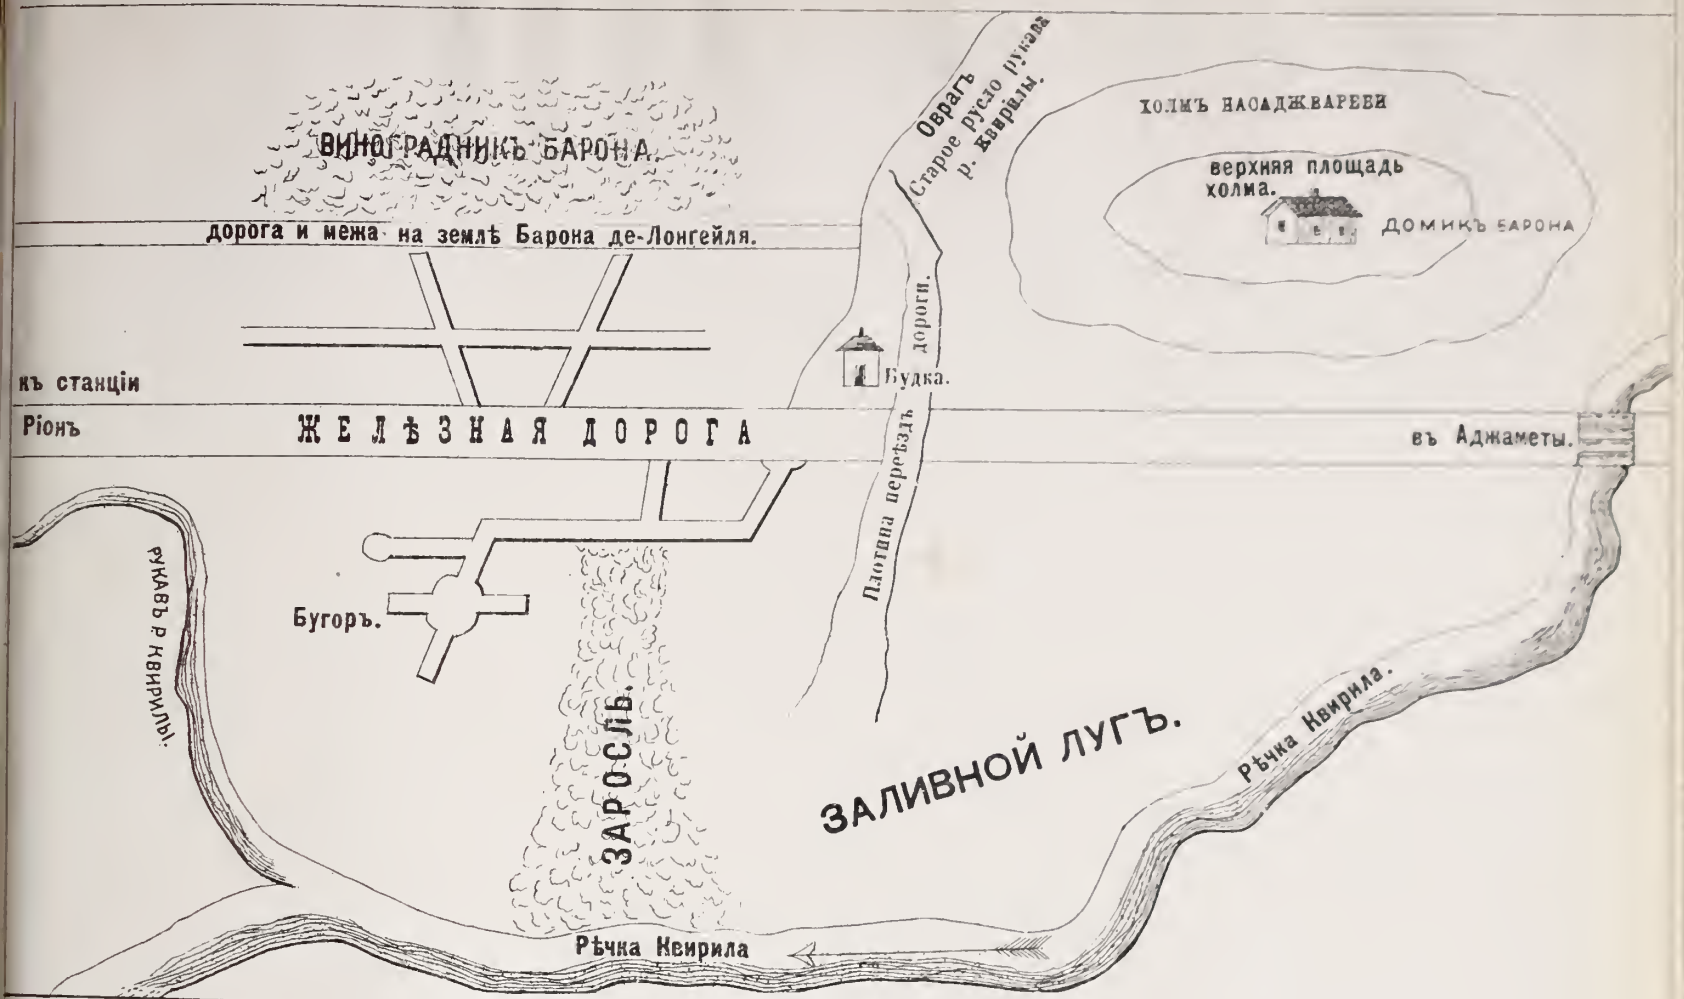 ВИНОГРАДНИКЪ БАРОНА.
Оврагъ
Старое русло рукава
р. Квирилы.
ХОЛМЪ НАСАДЖВАРЕВИ
верхняя площадь
холма.
ДОМИКЪ БАРОНА
дорога и межа на землѣ Барона де-Лонгейля.
Будка.
Плотина переѣздъ дороги.
къ станціи
Ріонъ
ЖЕЛѢЗНАЯ ДОРОГА
въ Аджаметы.
РУКАВЪ Р. КВИРИЛЫ.
Бугоръ.
ЗАРОСЛЬ.
ЗАЛИВНОЙ ЛУГЪ.
Рѣчка Квирила.
Рѣчка Квирила